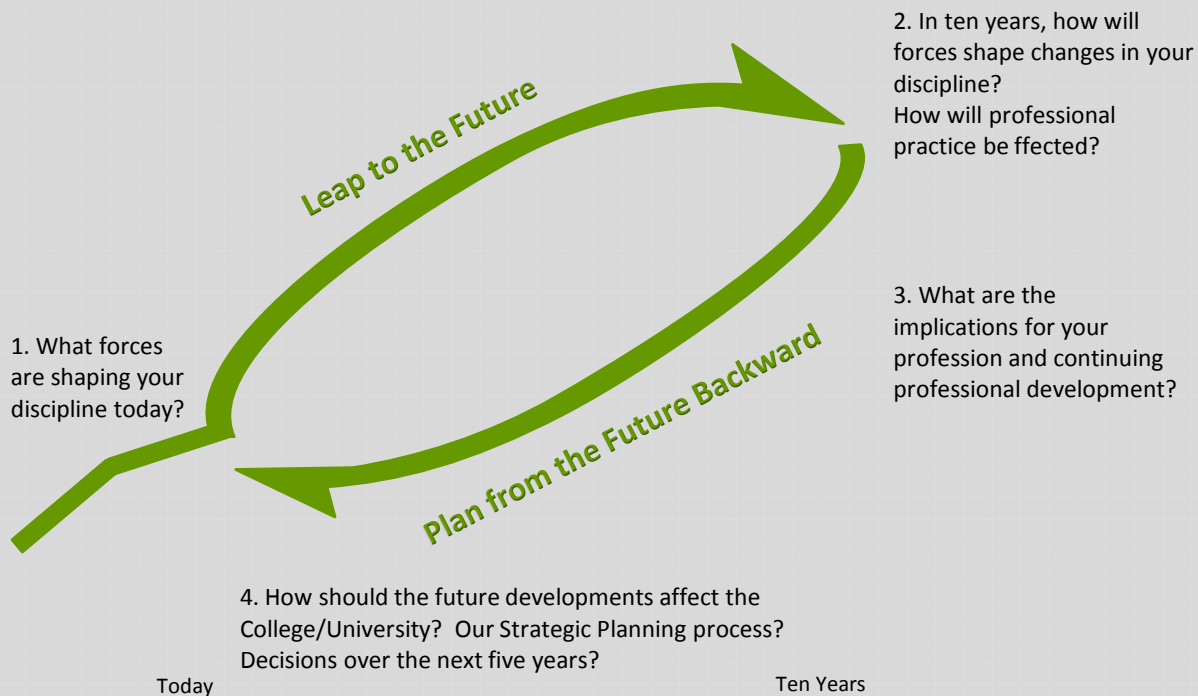 2. In ten years, how will
forces shape changes in your
discipline?
How will professional
practice be ffected?
Leap to the Future
3. What are the
implications for your
profession and continuing
professional development?
1. What forces
are shaping your
discipline today?
Plan from the Future Backward
4. How should the future developments affect the
College/University? Our Strategic Planning process?
Decisions over the next five years?
Today
Ten Years